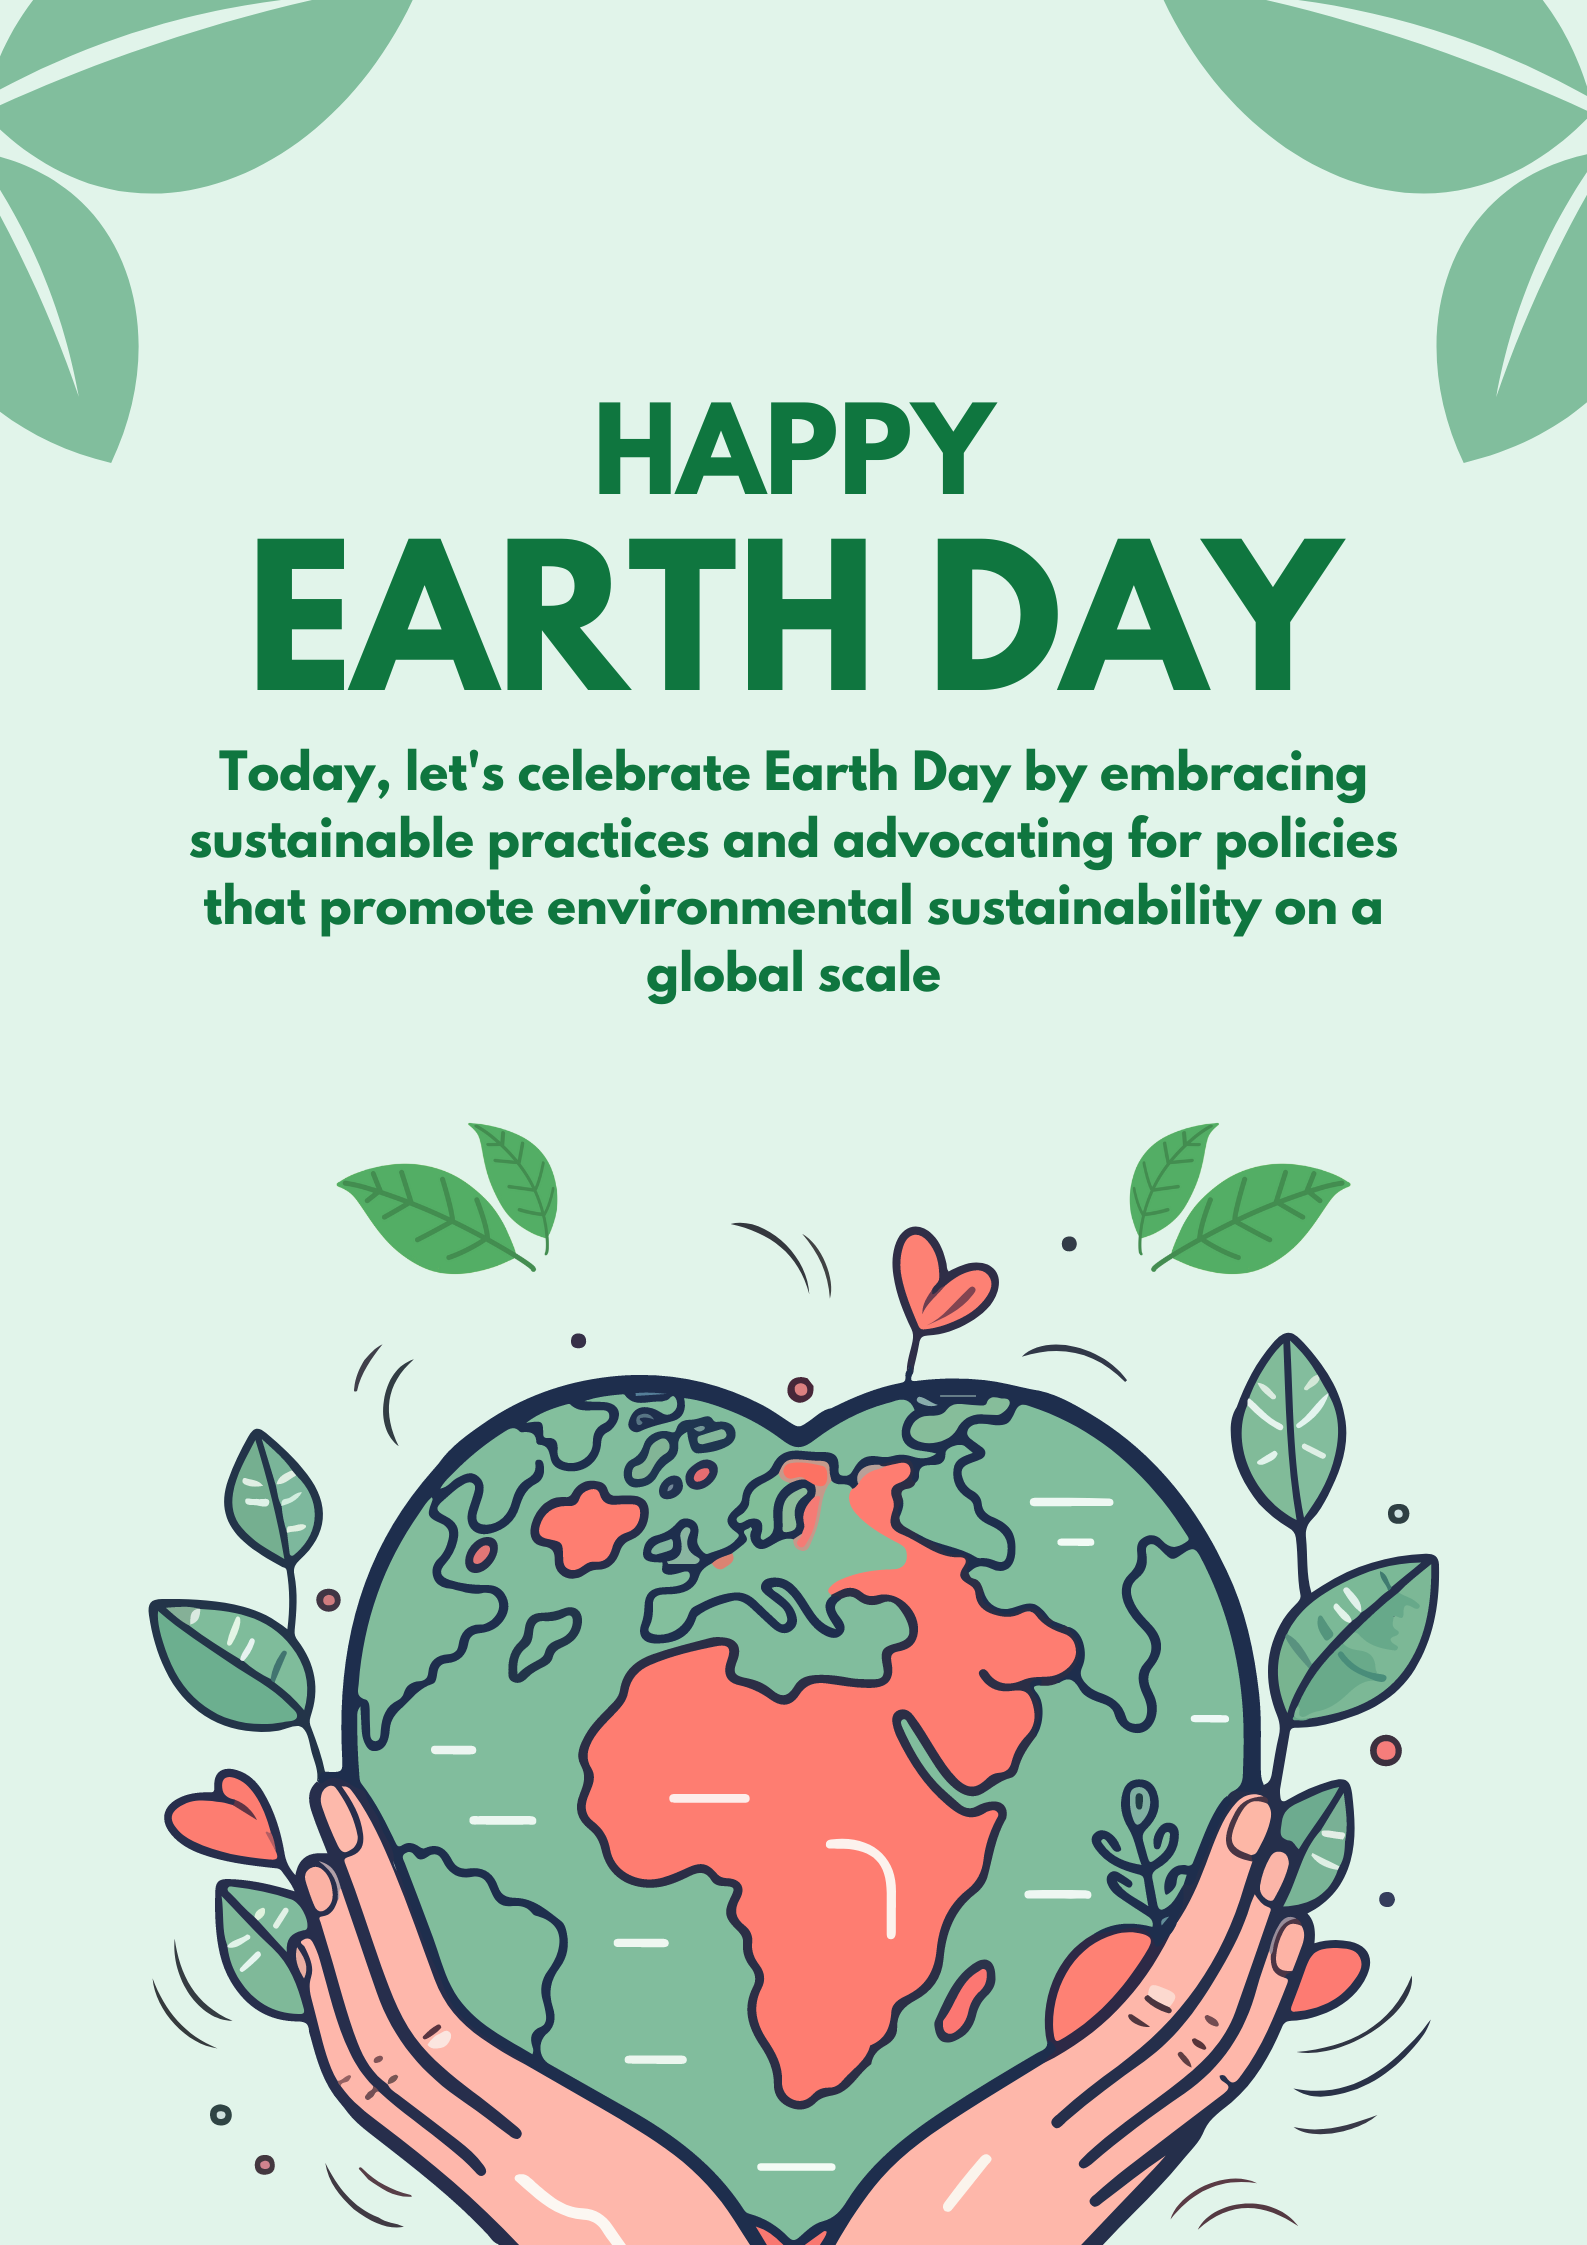 HAPPY
EARTH DAY
Today, let's celebrate Earth Day by embracing
sustainable practices and advocating for policies
that promote environmental sustainability on a
global scale